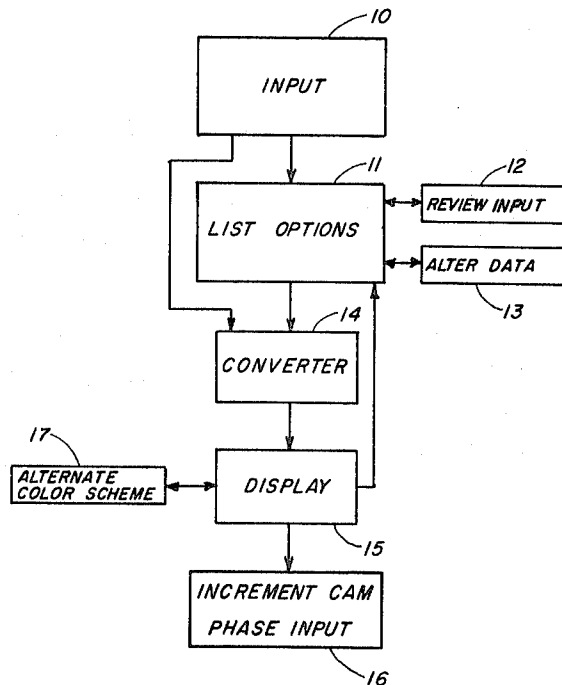 10
INPUT
11
LIST OPTIONS
12
REVIEW INPUT
ALTER DATA
13
14
CONVERTER
17
ALTERNATE
COLOR SCHEME
DISPLAY
15
INCREMENT CAM
PHASE INPUT
16